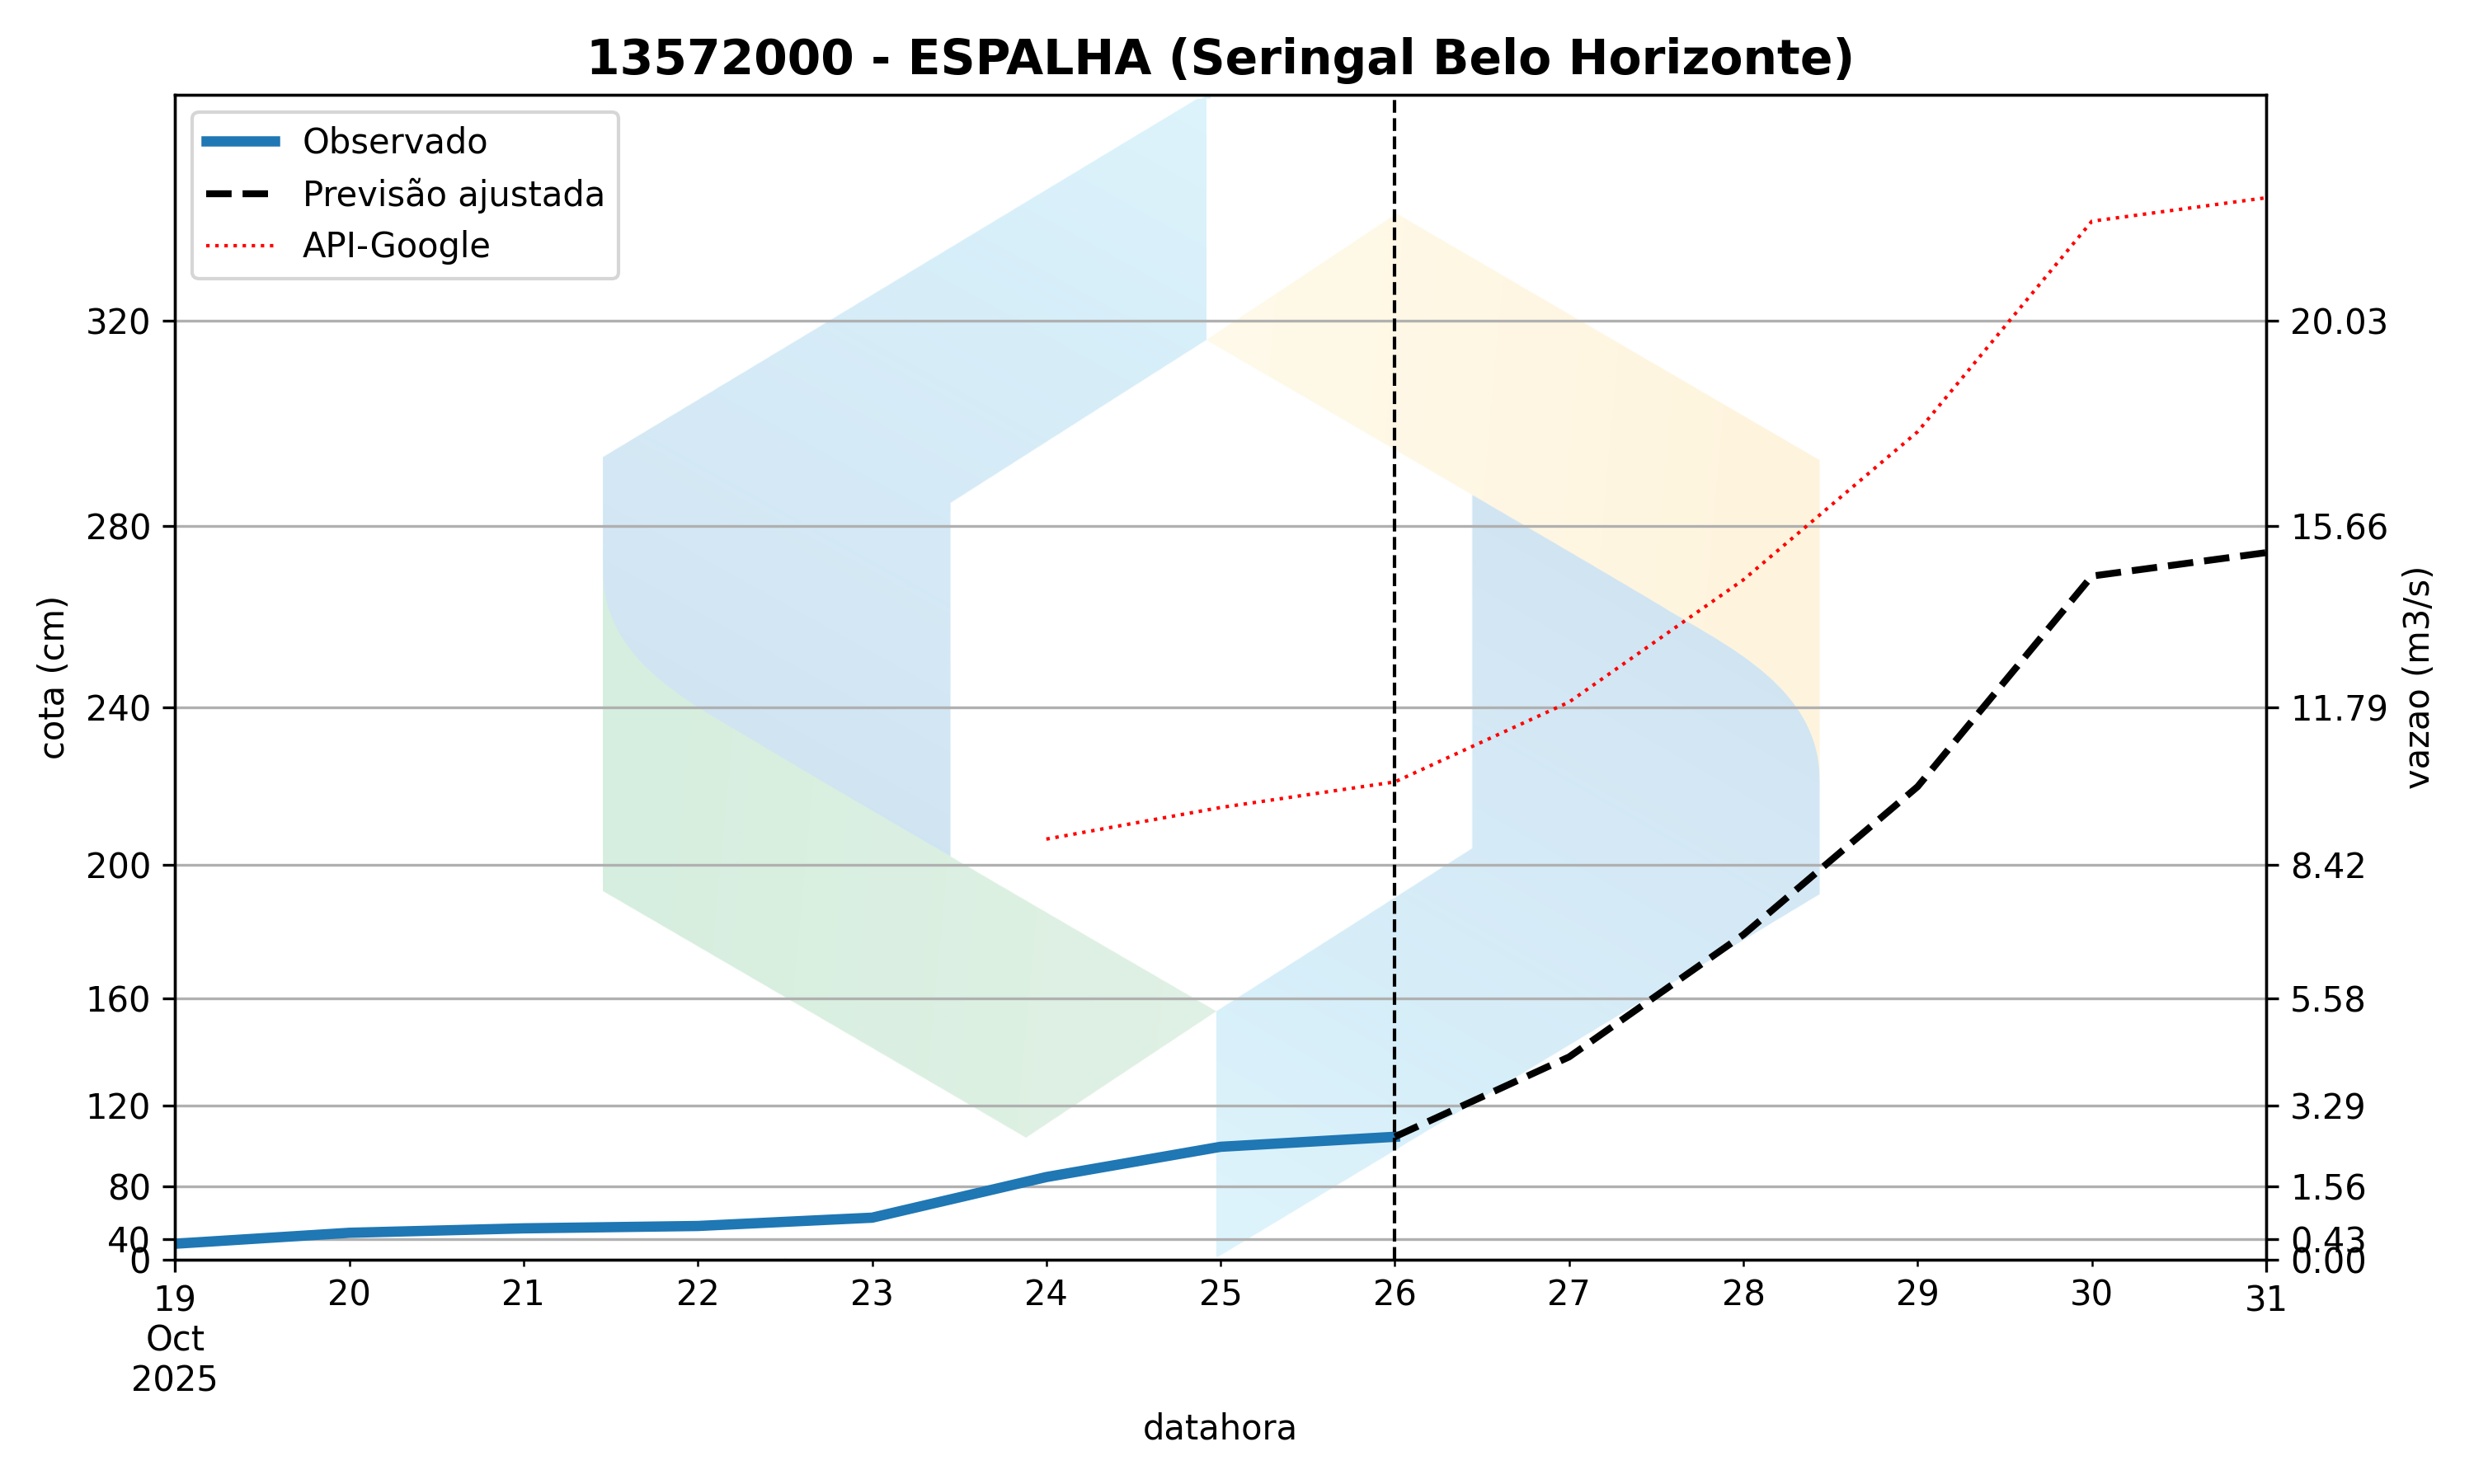 13572000 - ESPALHA (Seringal Belo Horizonte)
Observado
Previsão ajustada
API-Google
320
280
240
200
160
120
80
40
0
cota (cm)
20.03
15.66
11.79
8.42
5.58
3.29
1.56
0.43
0.00
vazao (m3/s)
19 20 21 22 23 24 25 26 27 28 29 30 31
Oct
2025
datahora